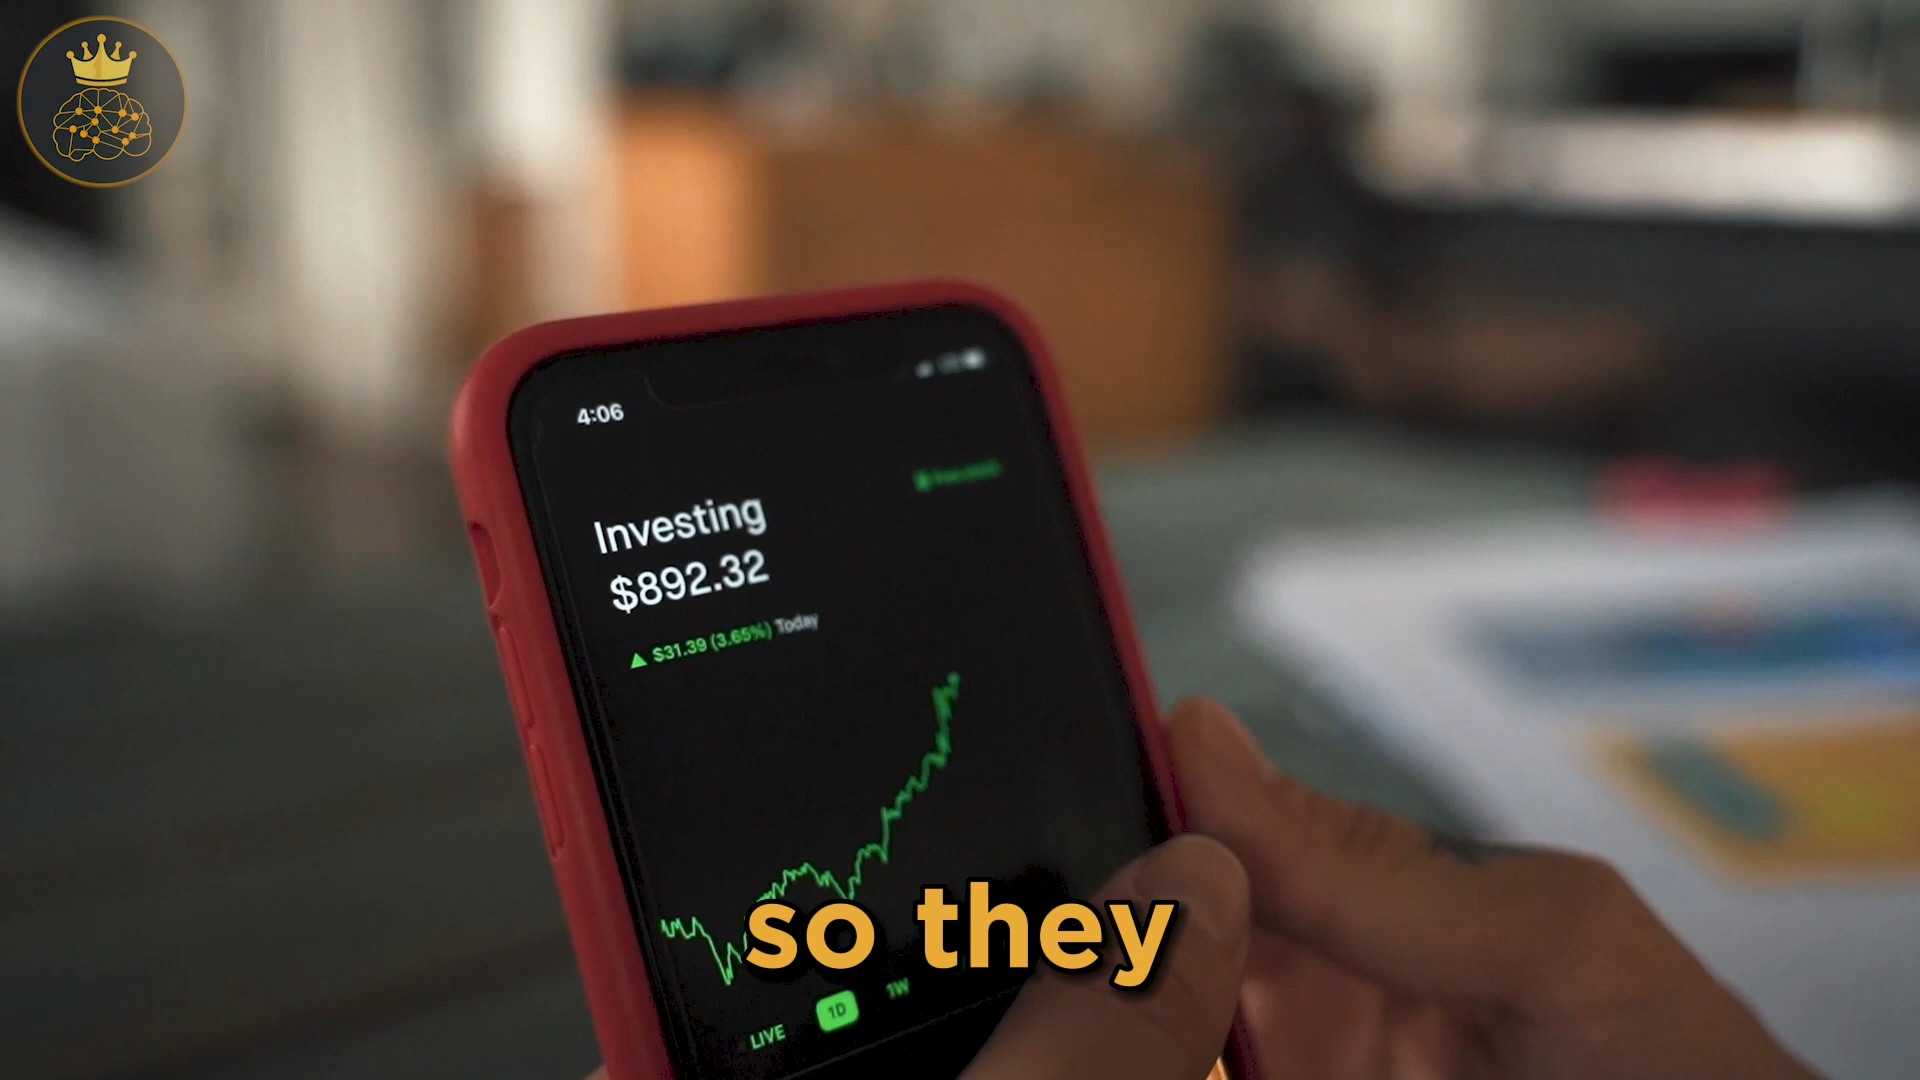 4:06
Investing
$892.32
▲ $31.39 (3.65%) Today
LIVE 1D 1W
so they